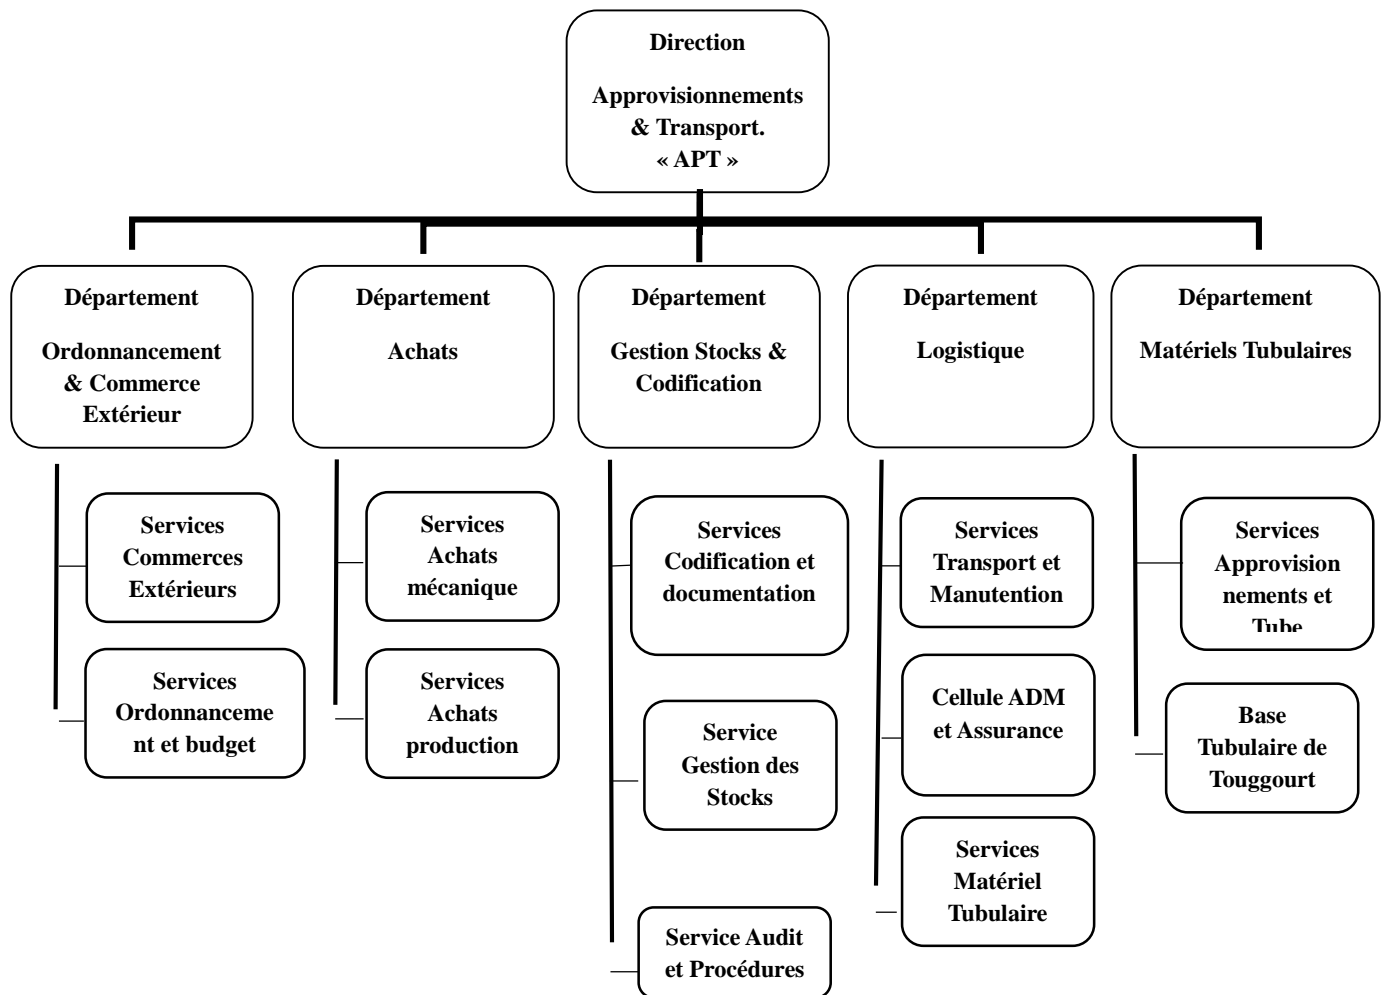 Direction
Approvisionnements
& Transport.
« APT »
Département
Ordonnancement
& Commerce
Extérieur
Département
Achats
Département
Gestion Stocks &
Codification
Département
Logistique
Département
Matériels Tubulaires
Services
Commerces
Extérieurs
Services
Ordonnanceme
nt et budget
Services
Achats
mécanique
Services
Achats
production
Services
Codification et
documentation
Service
Gestion des
Stocks
Service Audit
et Procédures
Services
Transport et
Manutention
Cellule ADM
et Assurance
Services
Matériel
Tubulaire
Services
Approvision
nements et
Tube
Base
Tubulaire de
Touggourt